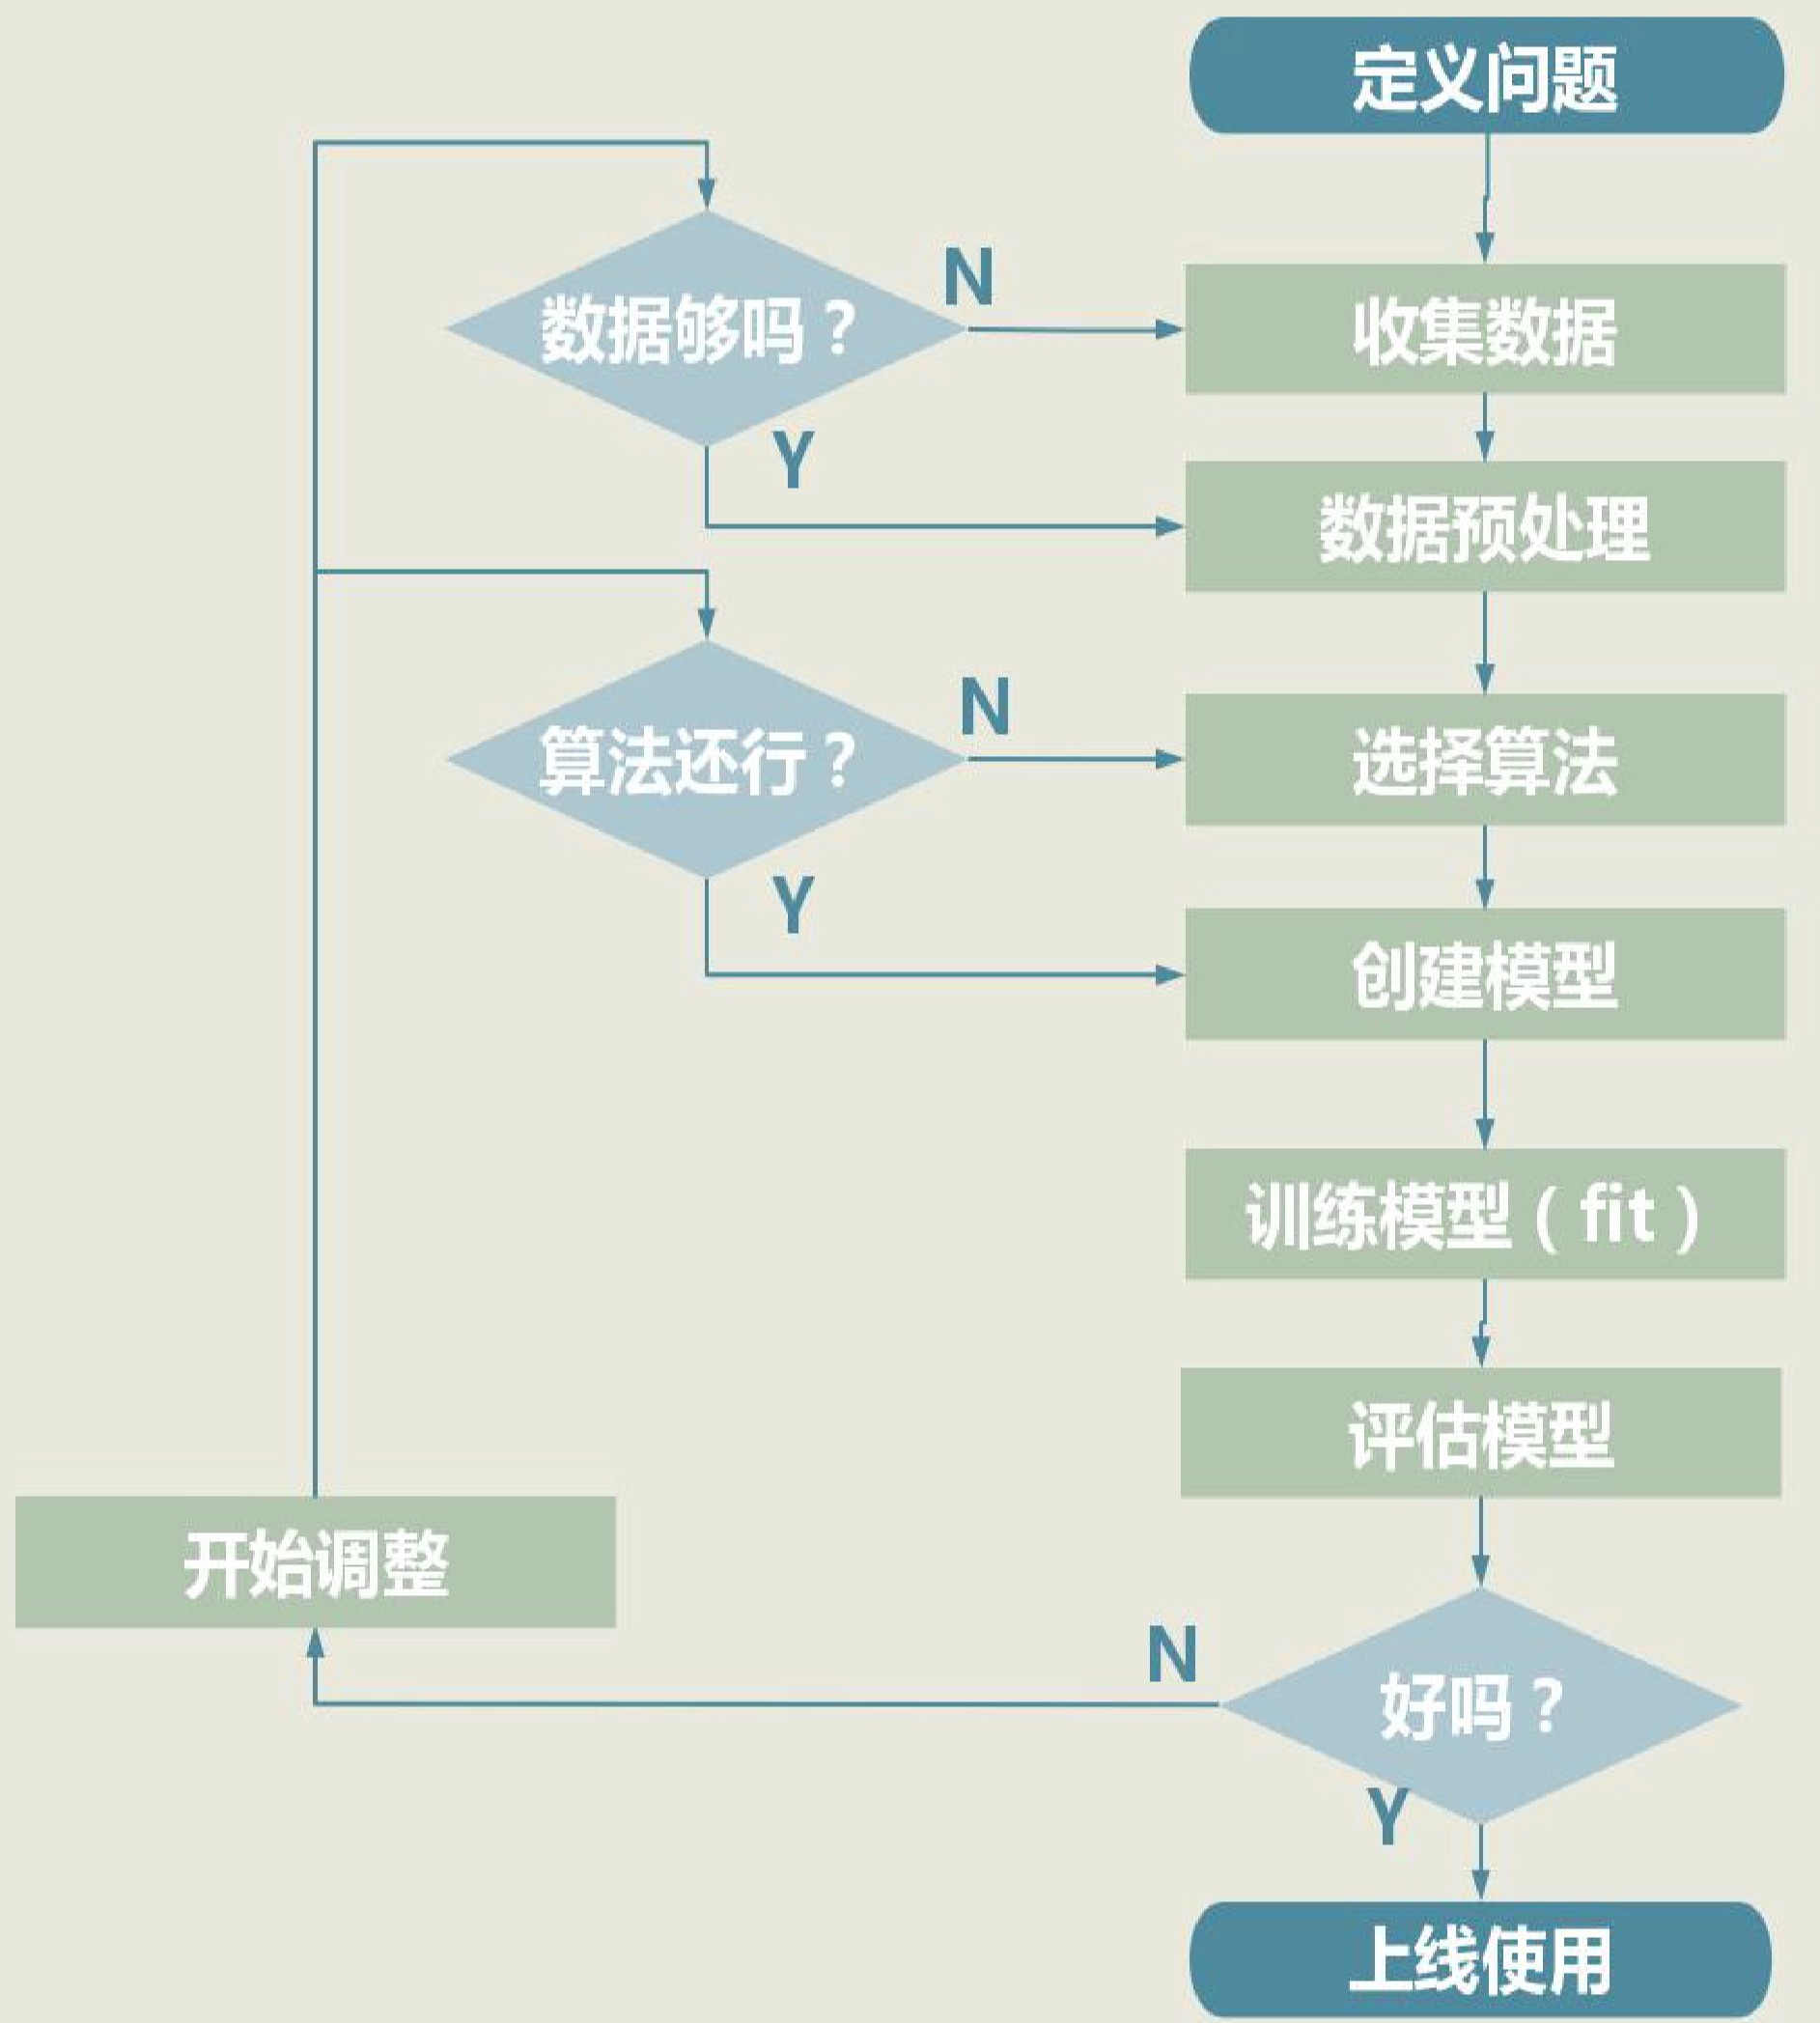 定义问题
数据够吗？
N
收集数据
Y
数据预处理
算法还行？
N
选择算法
Y
创建模型
训练模型（fit）
评估模型
开始调整
N
好吗？
Y
上线使用